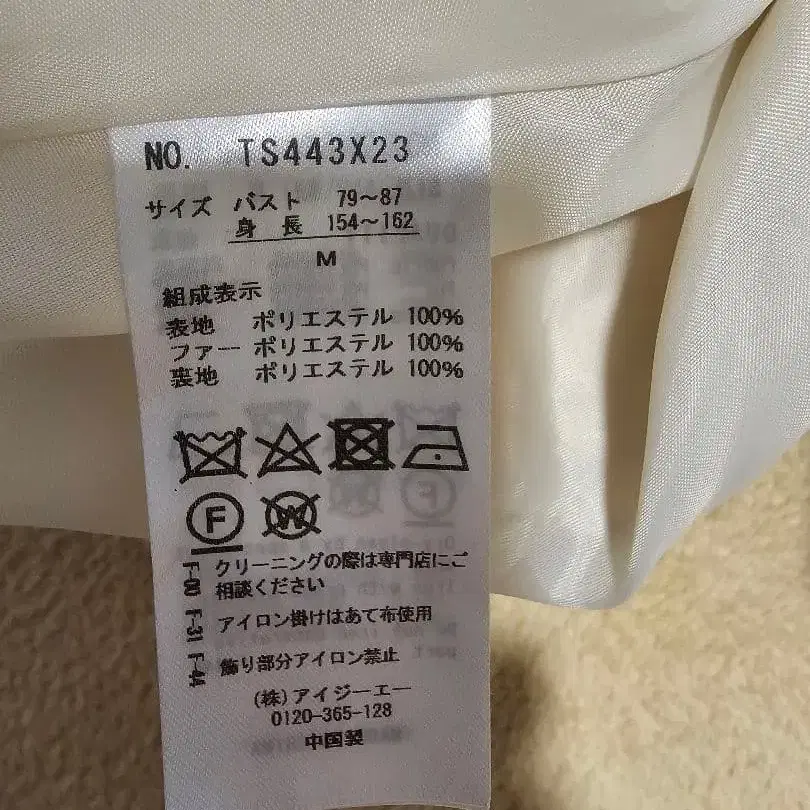 NO. TS443X23
サイズ バスト 79～87
身長 154～162
M
組成表示
表地 ポリエステル 100%
ファー ポリエステル 100%
裏地 ポリエステル 100%
F
W
F-08 クリーニングの際は専門店にご
相談ください
F-31 アイロン掛けはあて布使用
F-44 飾り部分アイロン禁止
(株)アイジーエー
0120-365-128
中国製